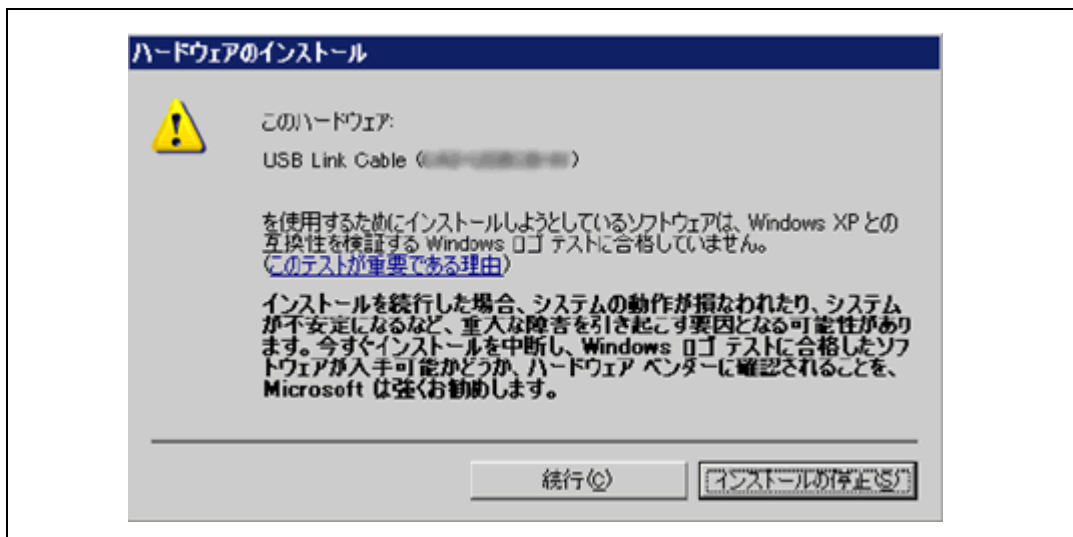 ハードウェアのインストール
このハードウェア:
USB Link Cable ( )
を使用するためにインストールしようとしているソフトウェアは、Windows XP との
互換性を検証する Windows ロゴ テストに合格していません。
(このテストが重要である理由)
インストールを続行した場合、システムの動作が損なわれたり、システム
が不安定になるなど、重大な障害を引き起こす要因となる可能性があり
ます。今すぐインストールを中断し、Windows ロゴ テストに合格したソフ
トウェアが入手可能かどうか、ハードウェア ベンダーに確認されることを、
Microsoft は強くお勧めします。
続行(C)
インストールの停止(S)